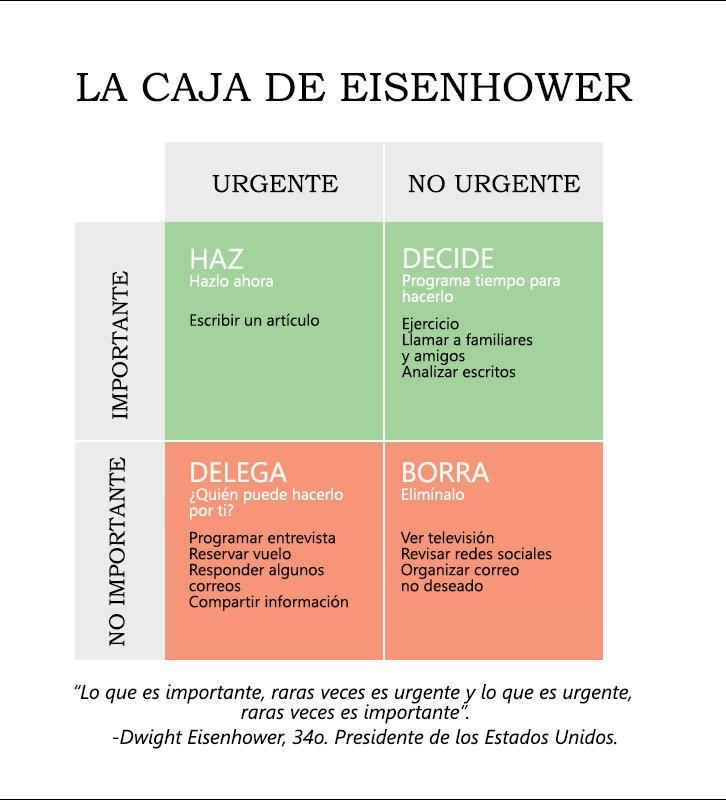 LA CAJA DE EISENHOWER
URGENTE
NO URGENTE
IMPORTANTE
HAZ
Hazlo ahora
Escribir un artículo
DECIDE
Programa tiempo para
hacerlo
Ejercicio
Llamar a familiares
y amigos
Analizar escritos
NO IMPORTANTE
DELEGA
¿Quién puede hacerlo
por ti?
Programar entrevista
Reservar vuelo
Responder algunos
correos
Compartir información
BORRA
Elimínalo
Ver televisión
Revisar redes sociales
Organizar correo
no deseado
“Lo que es importante, raras veces es urgente y lo que es urgente,
raras veces es importante”.
-Dwight Eisenhower, 34o. Presidente de los Estados Unidos.